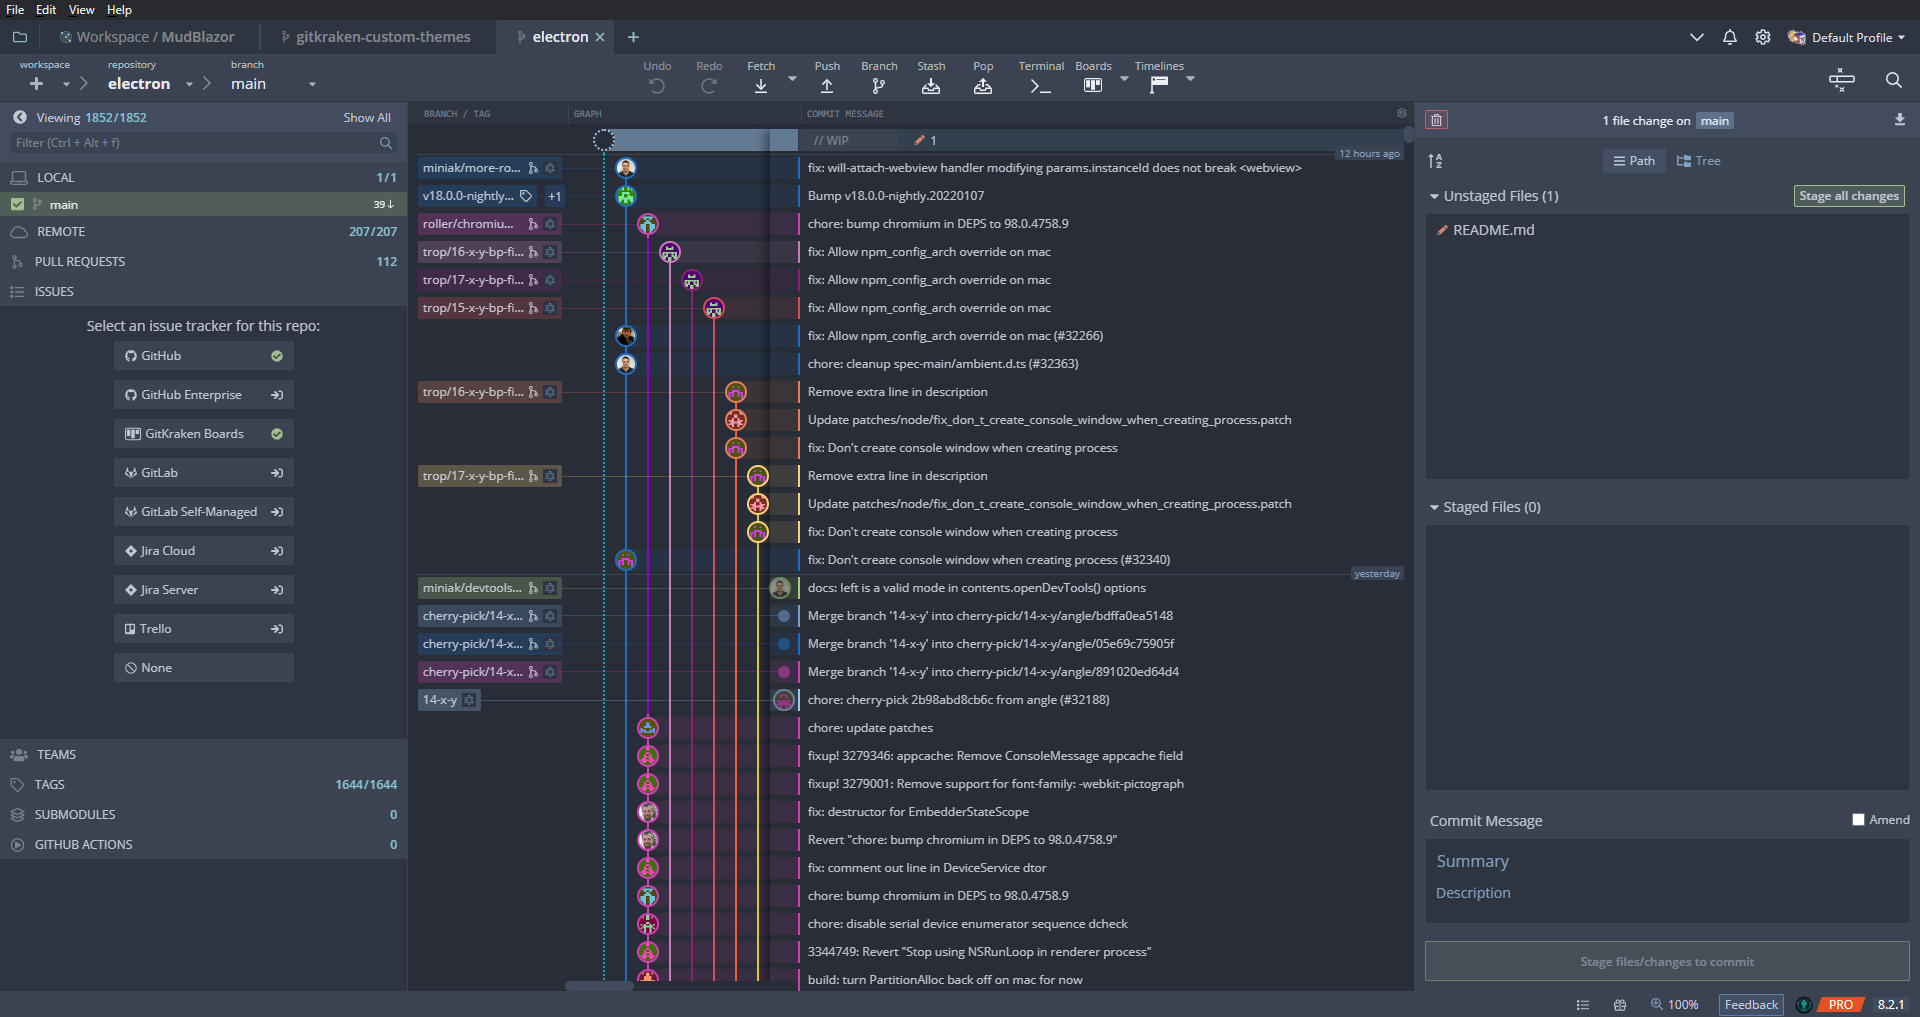 File Edit View Help
Workspace / MudBlazor
gitkraken-custom-themes
electron
Default Profile
workspace
repository
electron
branch
main
Undo
Redo
Fetch
Push
Branch
Stash
Pop
Terminal
Boards
Timelines
Viewing 1852/1852
Show All
Filter (Ctrl + Alt + f)
LOCAL 1/1
main 39↓
REMOTE 207/207
PULL REQUESTS 112
ISSUES
Select an issue tracker for this repo:
GitHub
GitHub Enterprise
GitKraken Boards
GitLab
GitLab Self-Managed
Jira Cloud
Jira Server
Trello
None
TEAMS
TAGS 1644/1644
SUBMODULES 0
GITHUB ACTIONS 0
BRANCH / TAG
GRAPH
COMMIT MESSAGE
// WIP 1
12 hours ago
miniak/more-ro... fix: will-attach-webview handler modifying params.instanceId does not break <webview>
v18.0.0-nightly... +1 Bump v18.0.0-nightly.20220107
roller/chromiu... chore: bump chromium in DEPS to 98.0.4758.9
trop/16-x-y-bp-fi... fix: Allow npm_config_arch override on mac
trop/17-x-y-bp-fi... fix: Allow npm_config_arch override on mac
trop/15-x-y-bp-fi... fix: Allow npm_config_arch override on mac
fix: Allow npm_config_arch override on mac (#32266)
chore: cleanup spec-main/ambient.d.ts (#32363)
trop/16-x-y-bp-fi... Remove extra line in description
Update patches/node/fix_don_t_create_console_window_when_creating_process.patch
fix: Don't create console window when creating process
trop/17-x-y-bp-fi... Remove extra line in description
Update patches/node/fix_don_t_create_console_window_when_creating_process.patch
fix: Don't create console window when creating process
fix: Don't create console window when creating process (#32340)
yesterday
miniak/devtools... docs: left is a valid mode in contents.openDevTools() options
cherry-pick/14-x... Merge branch '14-x-y' into cherry-pick/14-x-y/angle/bdffa0ea5148
cherry-pick/14-x... Merge branch '14-x-y' into cherry-pick/14-x-y/angle/05e69c75905f
cherry-pick/14-x... Merge branch '14-x-y' into cherry-pick/14-x-y/angle/891020ed64d4
14-x-y chore: cherry-pick 2b98abd8cb6c from angle (#32188)
chore: update patches
fixup! 3279346: appcache: Remove ConsoleMessage appcache field
fixup! 3279001: Remove support for font-family: -webkit-pictograph
fix: destructor for EmbedderStateScope
Revert "chore: bump chromium in DEPS to 98.0.4758.9"
fix: comment out line in DeviceService dtor
chore: bump chromium in DEPS to 98.0.4758.9
chore: disable serial device enumerator sequence dcheck
3344749: Revert "Stop using NSRunLoop in renderer process"
build: turn PartitionAlloc back off on mac for now
1 file change on main
Path
Tree
Unstaged Files (1)
Stage all changes
README.md
Staged Files (0)
Commit Message
Amend
Summary
Description
Stage files/changes to commit
100%
Feedback
PRO
8.2.1